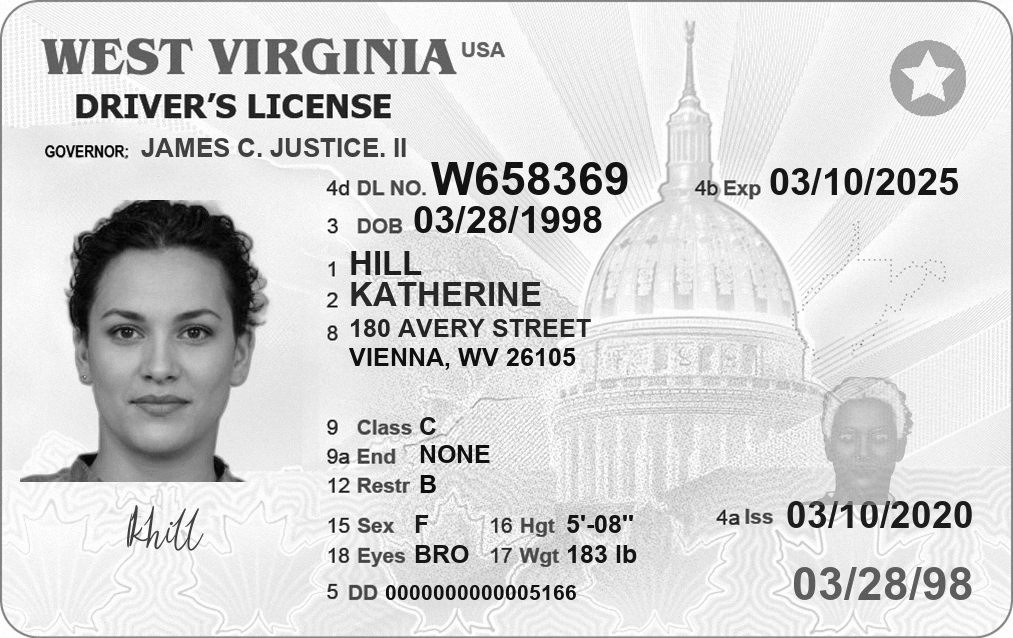 WEST VIRGINIA USA
DRIVER'S LICENSE
GOVERNOR: JAMES C. JUSTICE. II
4d DL NO. W658369 4b Exp 03/10/2025
3 DOB 03/28/1998
1 HILL
2 KATHERINE
8 180 AVERY STREET
VIENNA, WV 26105
9 Class C
9a End NONE
12 Restr B
4a Iss 03/10/2020
15 Sex F 16 Hgt 5'-08"
18 Eyes BRO 17 Wgt 183 lb
5 DD 0000000000005166
03/28/98
khill